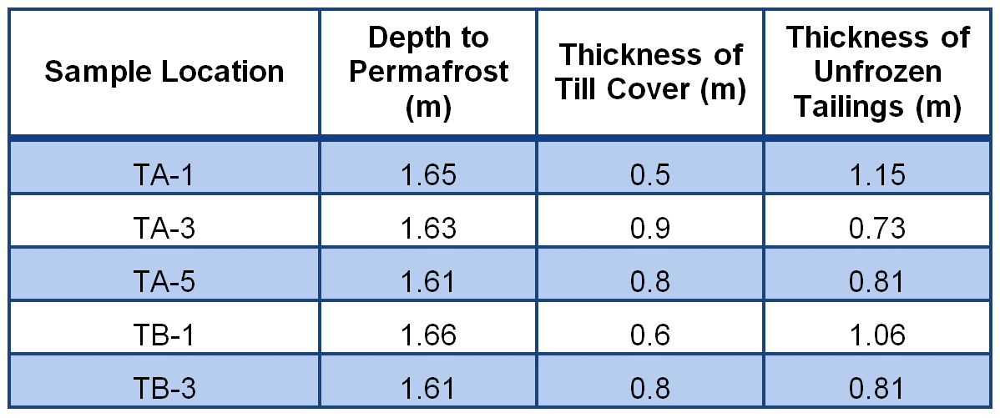 Sample Location
Depth to
Permafrost
(m)
Thickness of
Till Cover (m)
Thickness of
Unfrozen
Tailings (m)
TA-1 1.65 0.5 1.15
TA-3 1.63 0.9 0.73
TA-5 1.61 0.8 0.81
TB-1 1.66 0.6 1.06
TB-3 1.61 0.8 0.81